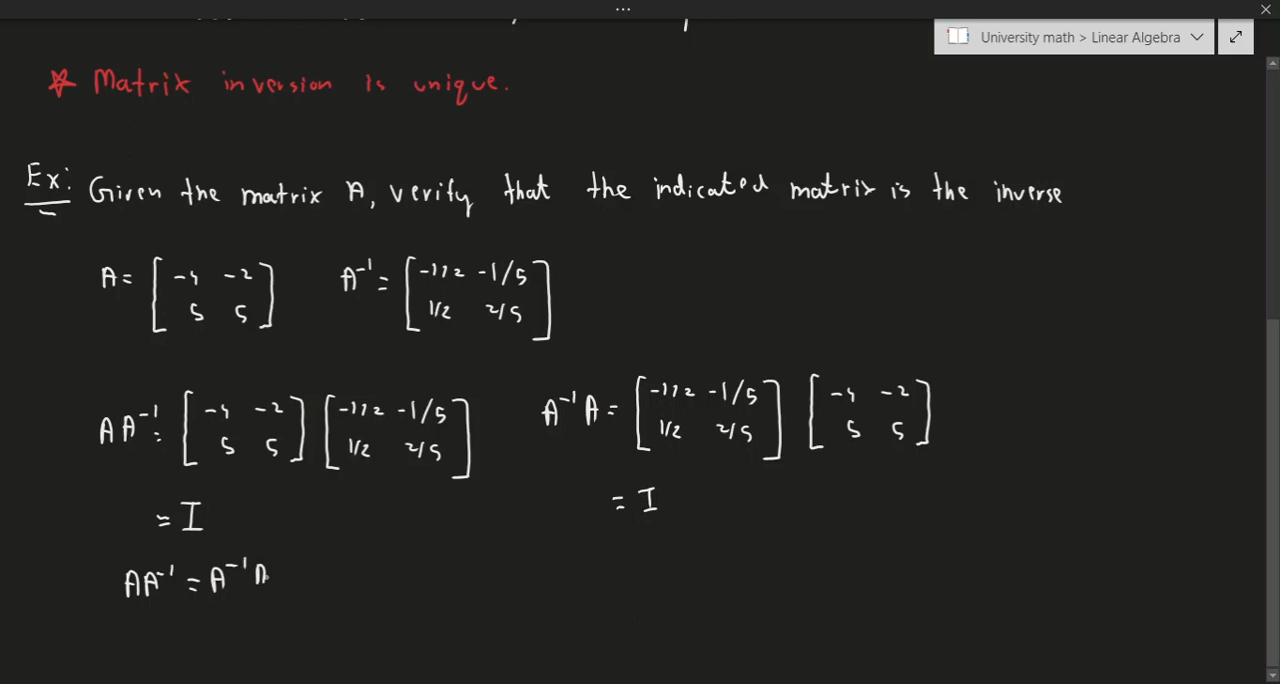 University math > Linear Algebra
☆ Matrix inversion is unique.
Ex: Given the matrix A, verify that the indicated matrix is the inverse
A = [ -4 -2 ; 5 5 ] A⁻¹ = [ -1/2 -1/5 ; 1/2 2/5 ]
AA⁻¹ = [ -4 -2 ; 5 5 ] [ -1/2 -1/5 ; 1/2 2/5 ] A⁻¹A = [ -1/2 -1/5 ; 1/2 2/5 ] [ -4 -2 ; 5 5 ]
= I = I
AA⁻¹ = A⁻¹A